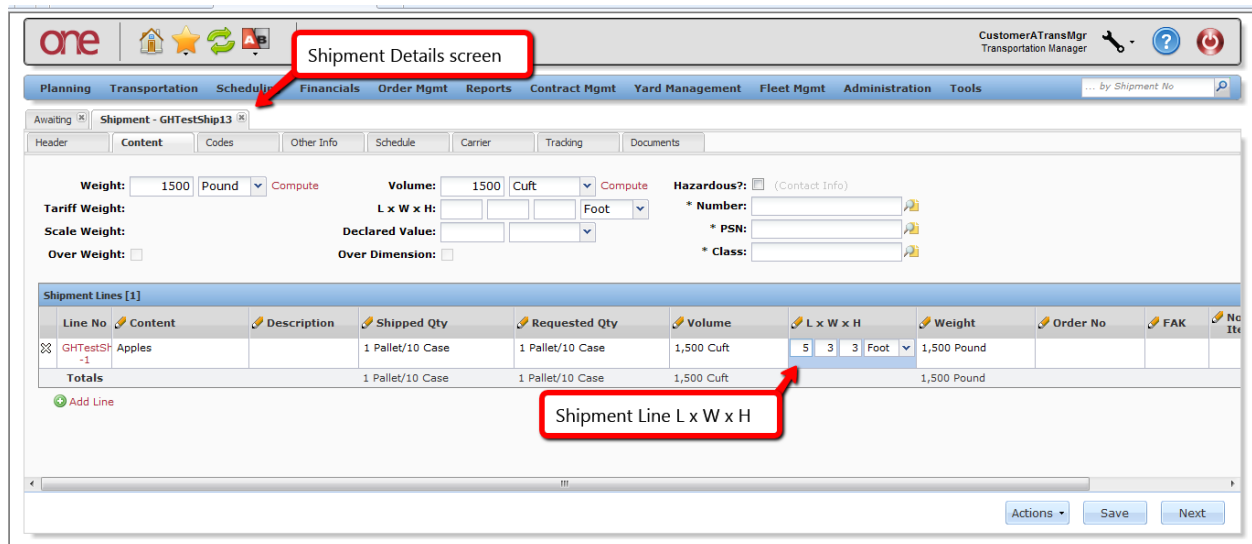 one
AB
CustomerATransMgr
Transportation Manager
?
Shipment Details screen
Planning Transportation Scheduling Financials Order Mgmt Reports Contract Mgmt Yard Management Fleet Mgmt Administration Tools ... by Shipment No
Awaiting Shipment - GHTestShip13
Header Content Codes Other Info Schedule Carrier Tracking Documents
Weight: 1500 Pound Compute Volume: 1500 Cuft Compute Hazardous?: (Contact Info)
Tariff Weight: L x W x H: Foot * Number:
Scale Weight: Declared Value: * PSN:
Over Weight: Over Dimension: * Class:
Shipment Lines [1]
Line No Content Description Shipped Qty Requested Qty Volume L x W x H Weight Order No FAK No
Ite
GHTestSh Apples 1 Pallet/10 Case 1 Pallet/10 Case 1,500 Cuft 5 3 3 Foot 1,500 Pound
-1
Totals 1 Pallet/10 Case 1 Pallet/10 Case 1,500 Cuft 1,500 Pound
Add Line
Shipment Line L x W x H
Actions Save Next